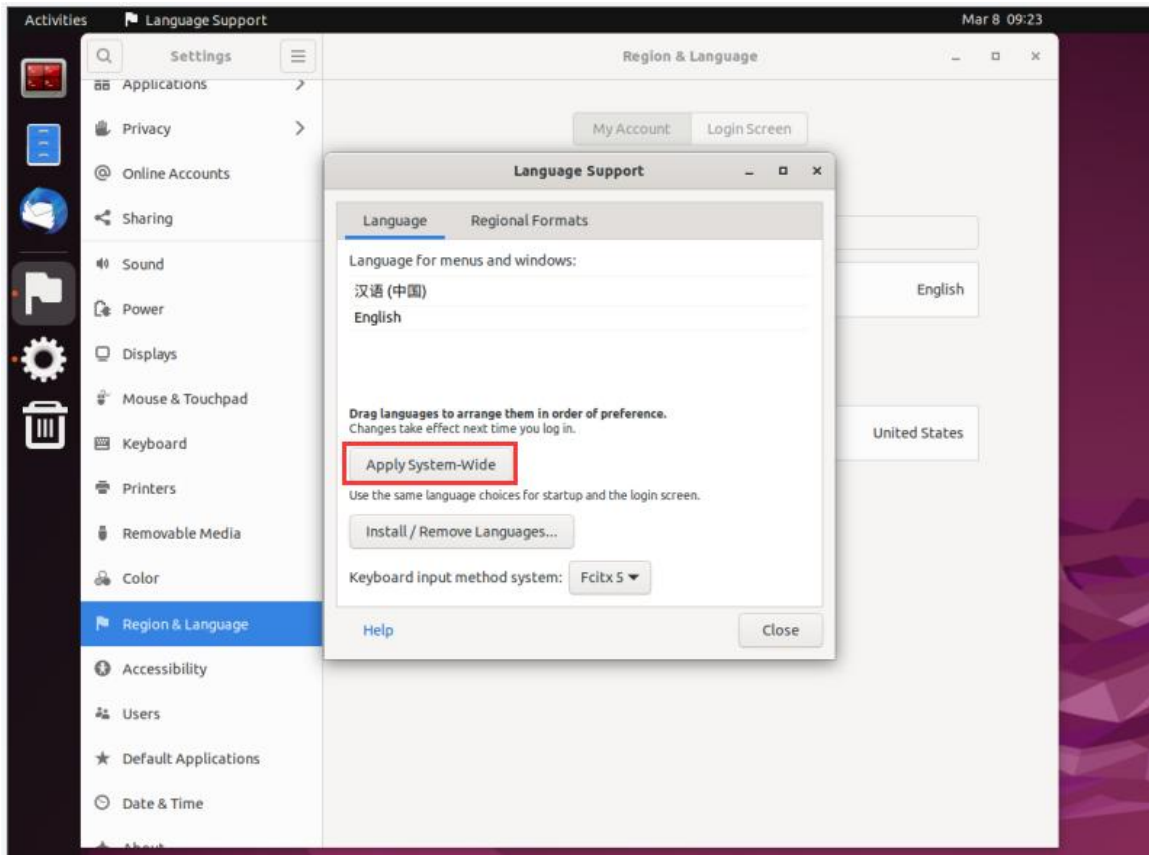 Activities
Language Support
Mar 8 09:23
Settings
Region & Language
Applications
Privacy
Online Accounts
Sharing
Sound
Power
Displays
Mouse & Touchpad
Keyboard
Printers
Removable Media
Color
Region & Language
Accessibility
Users
Default Applications
Date & Time
About
My Account
Login Screen
English
United States
Language Support
Language
Regional Formats
Language for menus and windows:
汉语 (中国)
English
Drag languages to arrange them in order of preference.
Changes take effect next time you log in.
Apply System-Wide
Use the same language choices for startup and the login screen.
Install / Remove Languages...
Keyboard input method system: Fcitx 5
Help
Close